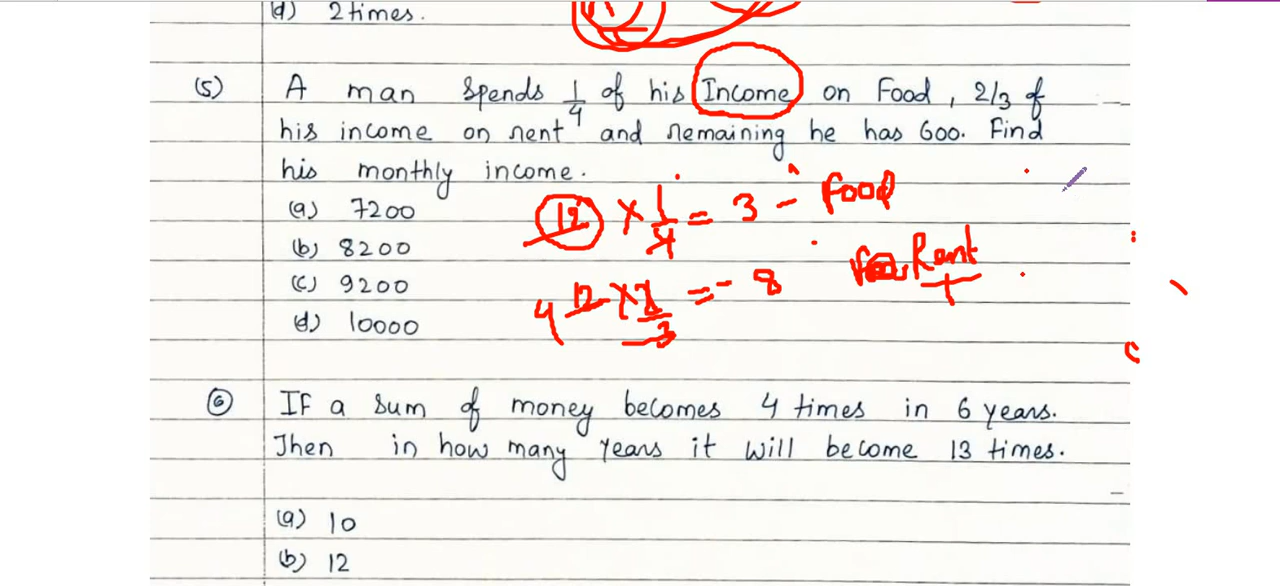 (d) 2 times.
(5) A man spends 1/4 of his Income on Food, 2/3 of
his income on rent and remaining he has 600. Find
his monthly income.
(a) 7200
(b) 8200
(c) 9200
(d) 10000
12 × 1/4 = 3 - Food
4 12 × 2/3 = - 8 Rent
(6) If a sum of money becomes 4 times in 6 years.
Then in how many years it will become 13 times.
(a) 10
(b) 12